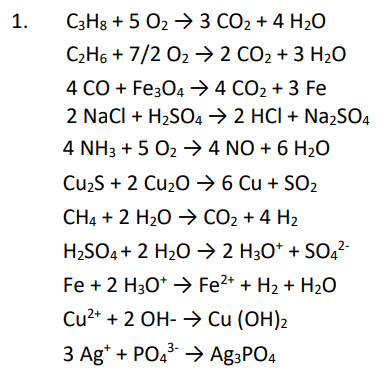 1. C₃H₈ + 5 O₂ → 3 CO₂ + 4 H₂O
C₂H₆ + 7/2 O₂ → 2 CO₂ + 3 H₂O
4 CO + Fe₃O₄ → 4 CO₂ + 3 Fe
2 NaCl + H₂SO₄ → 2 HCl + Na₂SO₄
4 NH₃ + 5 O₂ → 4 NO + 6 H₂O
Cu₂S + 2 Cu₂O → 6 Cu + SO₂
CH₄ + 2 H₂O → CO₂ + 4 H₂
H₂SO₄ + 2 H₂O → 2 H₃O⁺ + SO₄²⁻
Fe + 2 H₃O⁺ → Fe²⁺ + H₂ + H₂O
Cu²⁺ + 2 OH- → Cu (OH)₂
3 Ag⁺ + PO₄³⁻ → Ag₃PO₄